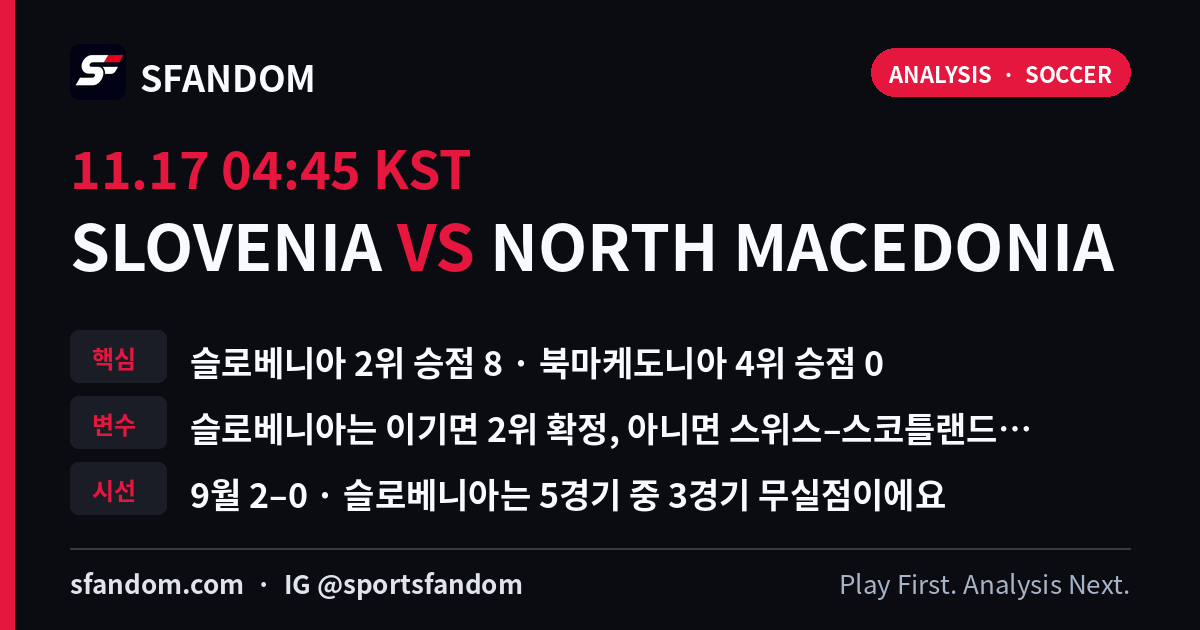 SF SFANDOM
ANALYSIS · SOCCER
11.17 04:45 KST
SLOVENIA VS NORTH MACEDONIA
핵심 슬로베니아 2위 승점 8 · 북마케도니아 4위 승점 0
변수 슬로베니아는 이기면 2위 확정, 아니면 스위스–스코틀랜드…
시선 9월 2–0 · 슬로베니아는 5경기 중 3경기 무실점이에요
sfandom.com · IG @sportsfandom
Play First. Analysis Next.